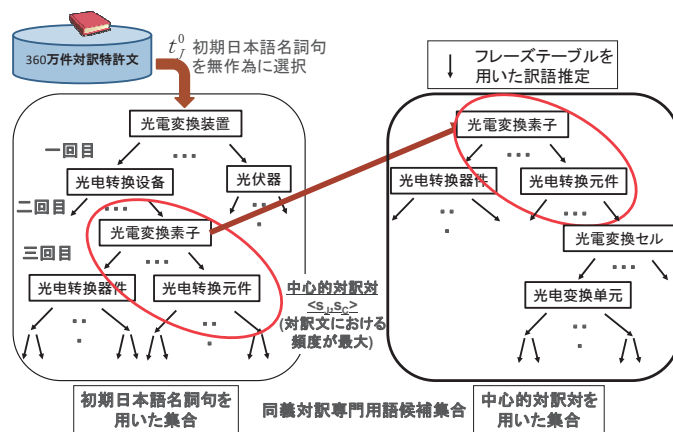 360万件対訳特許文
t_J^0 初期日本語名詞句
を無作為に選択
フレーズテーブルを
用いた訳語推定
光電変換装置
一回目
光电转换设备
光伏器
二回目
光電変換素子
三回目
光电转换器件
光电转换元件
中心的対訳対
<s_J,s_C>
(対訳文における
頻度が最大)
光電変換素子
光电转换器件
光电转换元件
光電変換セル
光电変换单元
初期日本語名詞句を
用いた集合
同義対訳専門用語候補集合
中心的対訳対を
用いた集合